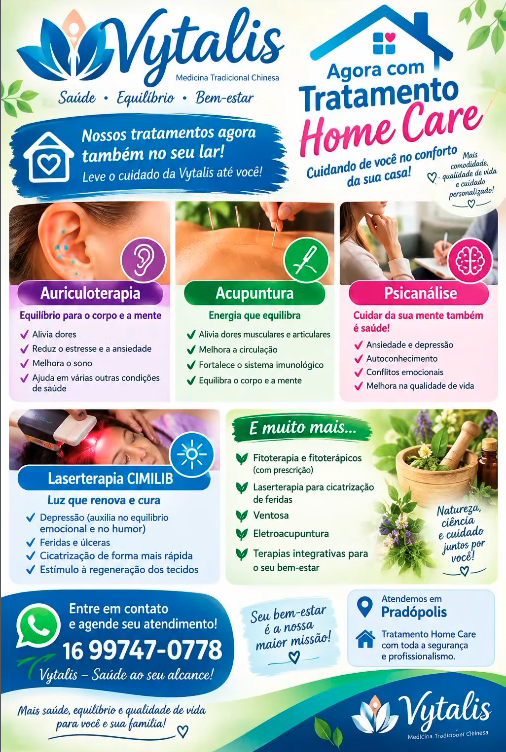 Vytalis
Medicina Tradicional Chinesa
Saúde • Equilíbrio • Bem-estar
Agora com
Tratamento
Home Care
Cuidando de você no conforto
da sua casa!
Mais
comodidade,
qualidade de vida
e cuidado
personalizado!
Nossos tratamentos agora
também no seu lar!
Leve o cuidado da Vytalis até você!
Auriculoterapia
Equilíbrio para o corpo e a mente
Alivia dores
Reduz o estresse e a ansiedade
Melhora o sono
Ajuda em várias outras condições
de saúde
Acupuntura
Energia que equilibra
Alivia dores musculares e articulares
Melhora a circulação
Fortalece o sistema imunológico
Equilibra o corpo e a mente
Psicanálise
Cuidar da sua mente também
é saúde!
Ansiedade e depressão
Autoconhecimento
Conflitos emocionais
Melhora na qualidade de vida
Laserterapia CIMILIB
Luz que renova e cura
Depressão (auxilia no equilíbrio
emocional e no humor)
Feridas e úlceras
Cicatrização de forma mais rápida
Estímulo à regeneração dos tecidos
E muito mais...
Fitoterapia e fitoterápicos
(com prescrição)
Laserterapia para cicatrização
de feridas
Ventosa
Eletroacupuntura
Terapias integrativas para
o seu bem-estar
Natureza,
ciência
e cuidado
juntos por
você!
Entre em contato
e agende seu atendimento!
16 99747-0778
Vytalis – Saúde ao seu alcance!
Seu bem-estar
é a nossa
maior missão!
Atendemos em
Pradópolis
Tratamento Home Care
com toda a segurança
e profissionalismo.
Mais saúde, equilíbrio e qualidade de vida
para você e sua família!
Vytalis
Medicina Tradicional Chinesa